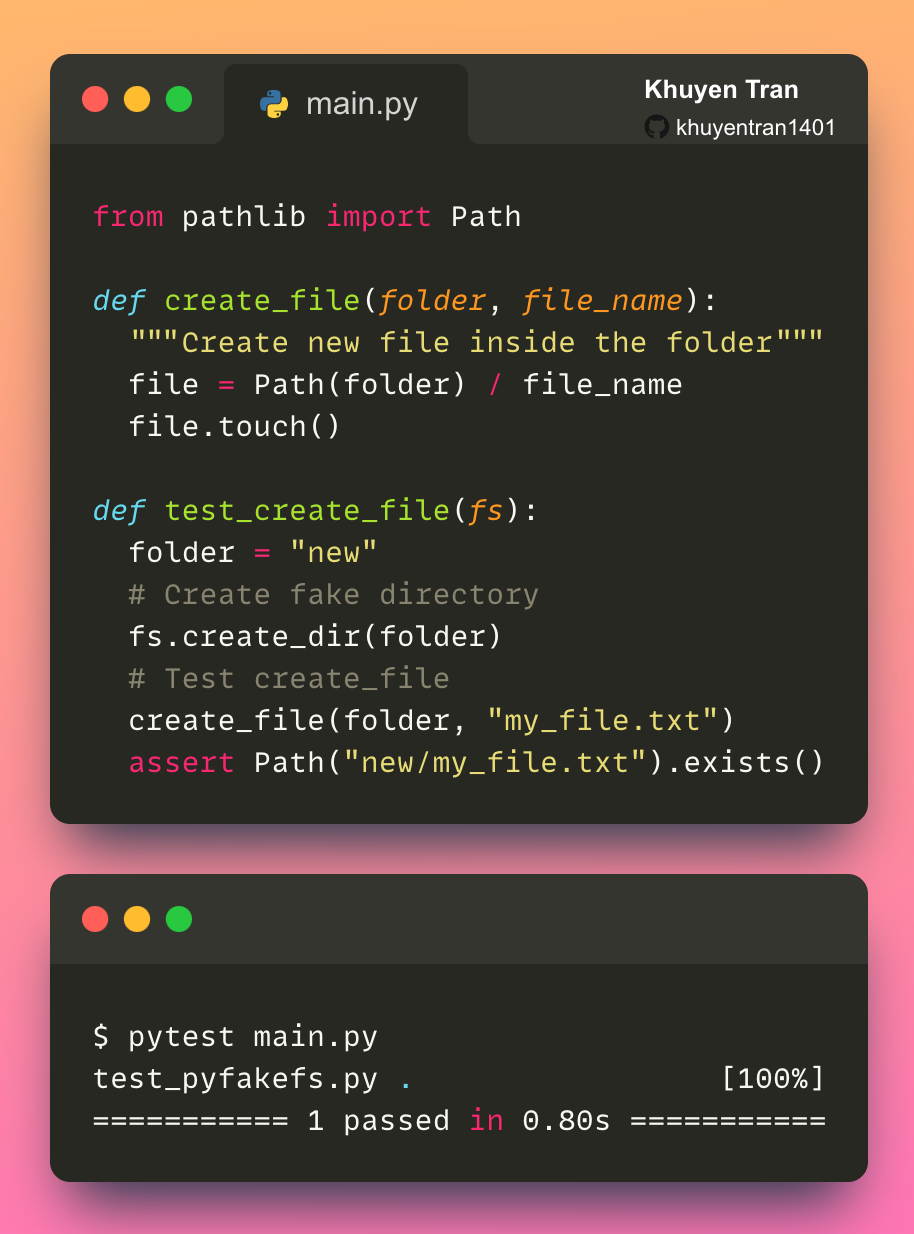 main.py
Khuyen Tran
khuyentran1401
from pathlib import Path
def create_file(folder, file_name):
  """Create new file inside the folder"""
  file = Path(folder) / file_name
  file.touch()
def test_create_file(fs):
  folder = "new"
  # Create fake directory
  fs.create_dir(folder)
  # Test create_file
  create_file(folder, "my_file.txt")
  assert Path("new/my_file.txt").exists()
$ pytest main.py
test_pyfakefs.py . [100%]
=========== 1 passed in 0.80s ===========